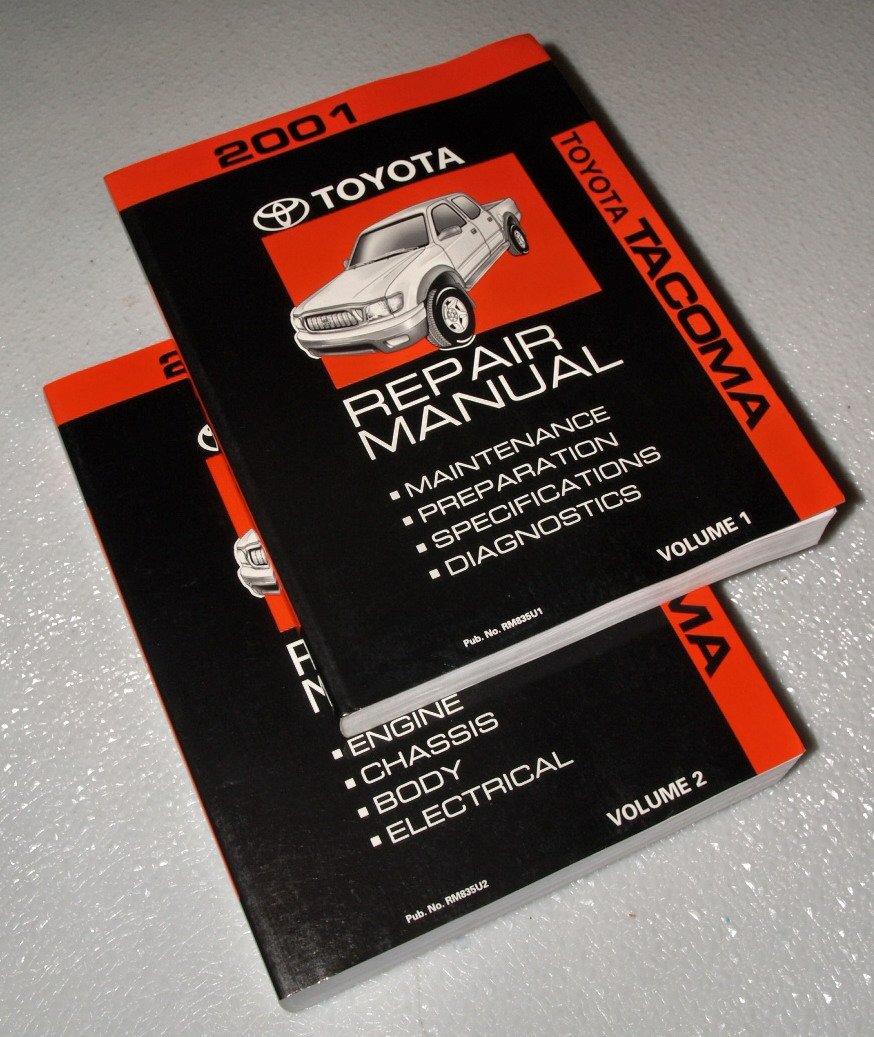 2001
TOYOTA
TOYOTA TACOMA
REPAIR
MANUAL
▪ MAINTENANCE
▪ PREPARATION
▪ SPECIFICATIONS
▪ DIAGNOSTICS
VOLUME 1
Pub. No. RM835U1
MA
▪ ENGINE
▪ CHASSIS
▪ BODY
▪ ELECTRICAL
VOLUME 2
Pub. No. RM835U2